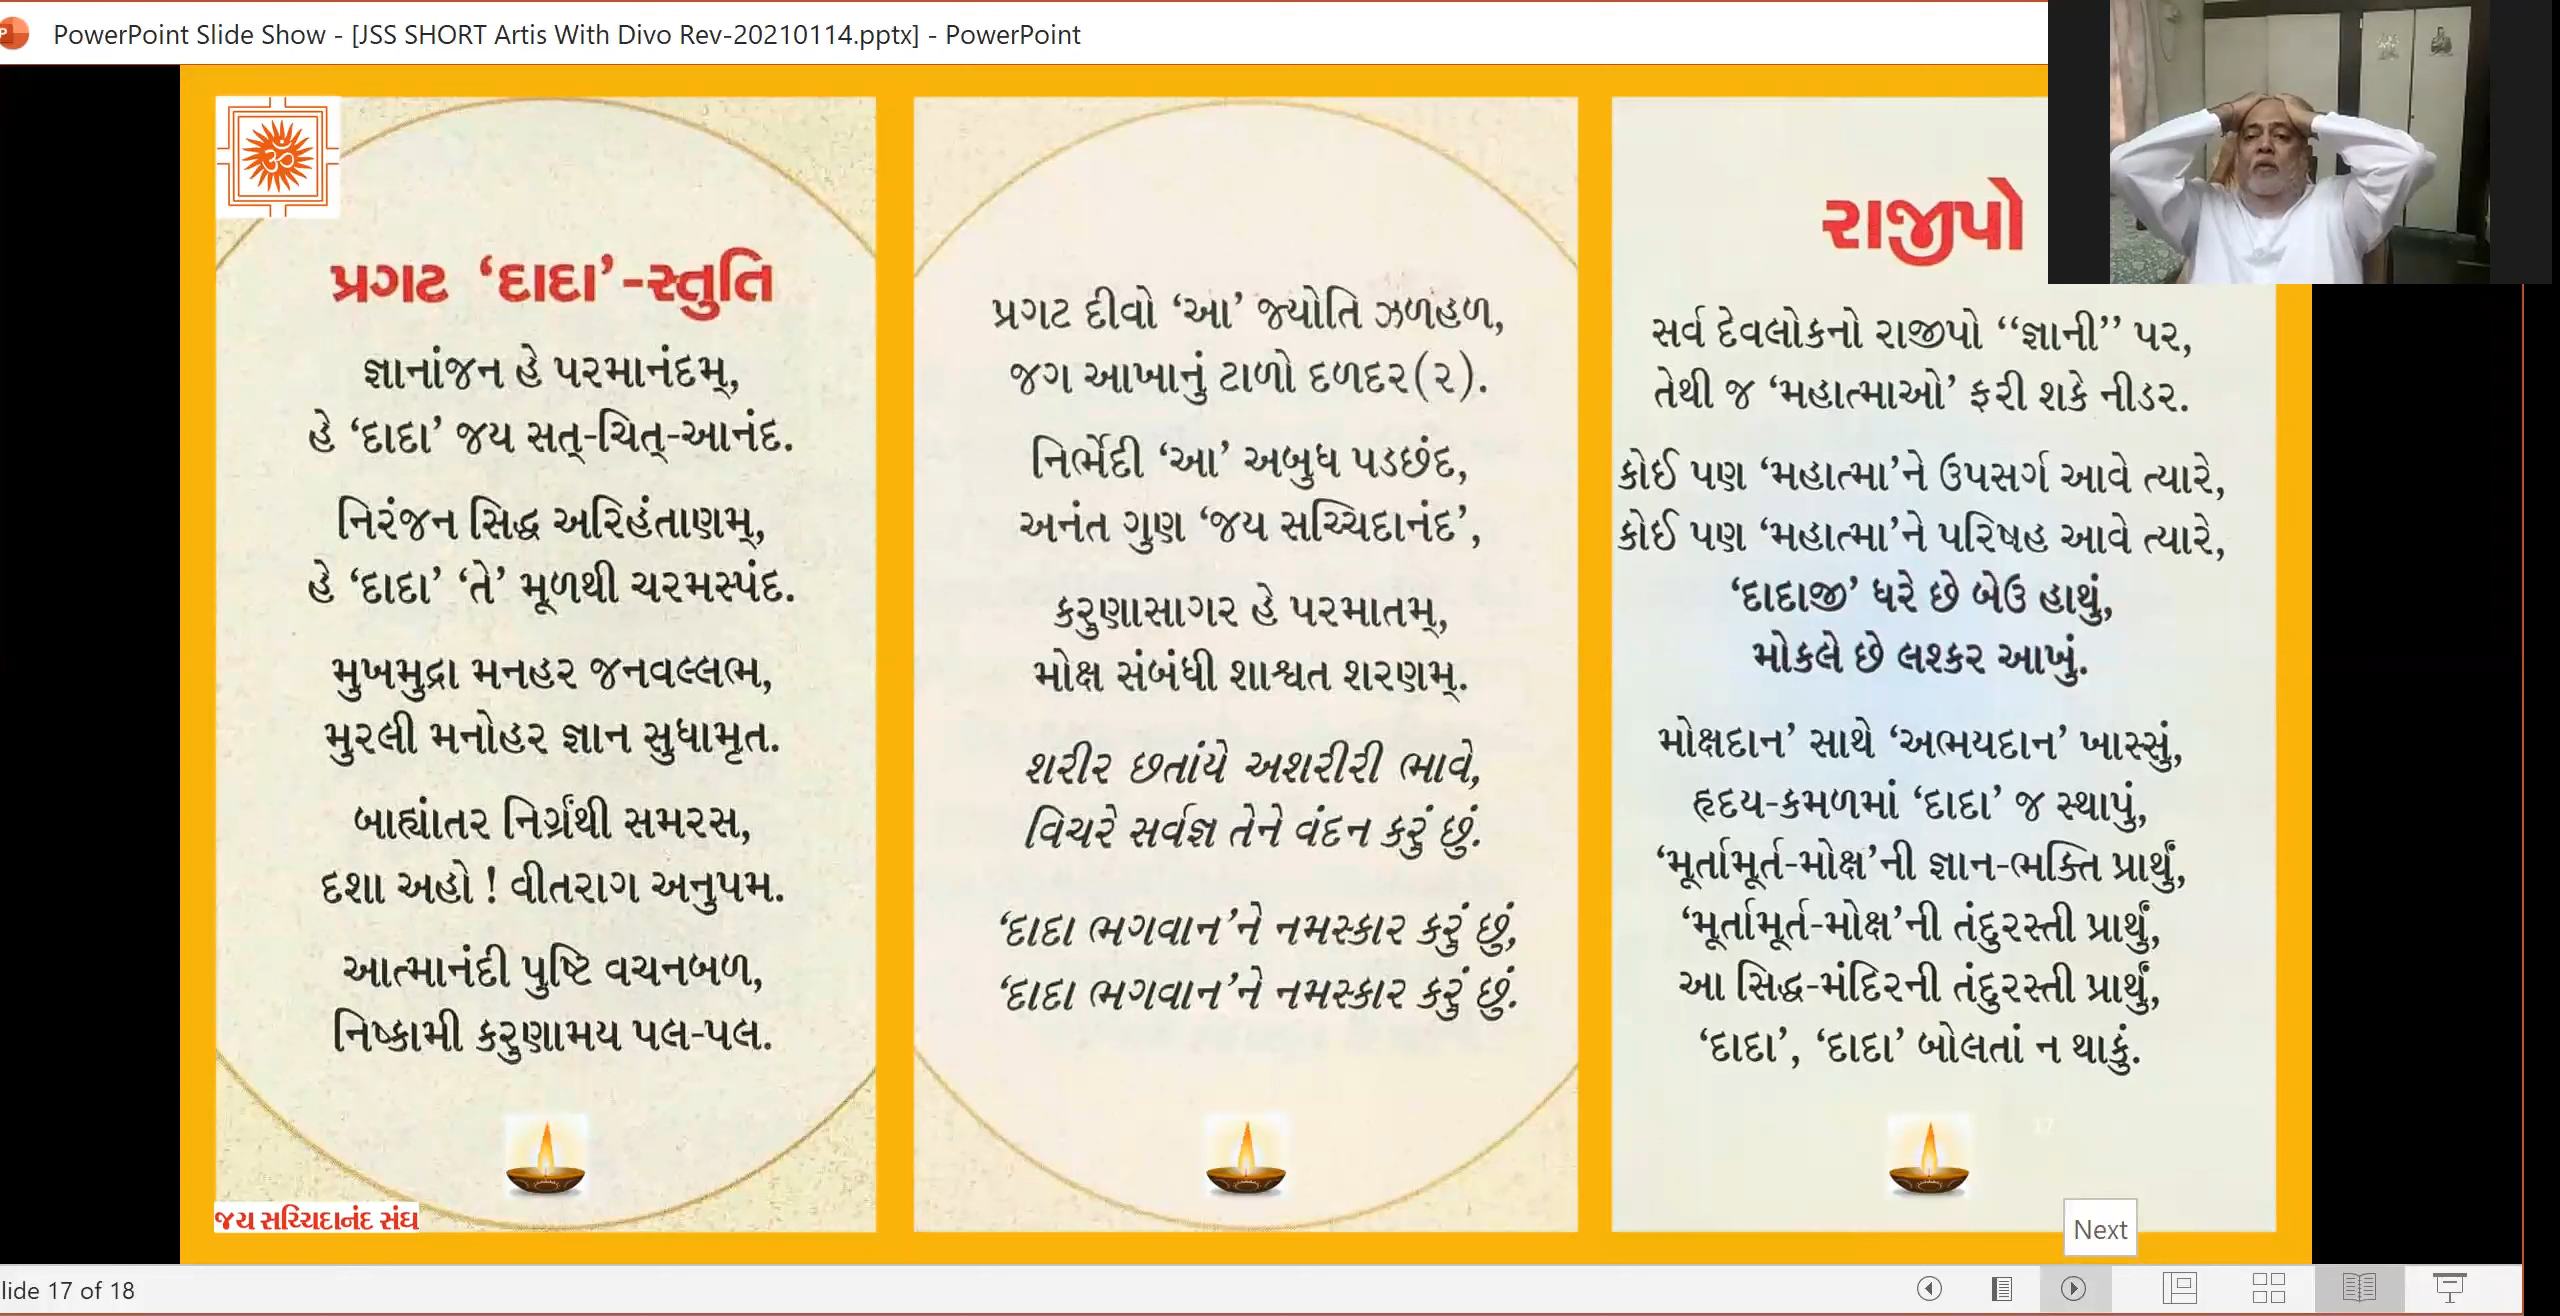 PowerPoint Slide Show - [JSS SHORT Artis With Divo Rev-20210114.pptx] - PowerPoint
પ્રગટ ‘દાદા’-સ્તુતિ
જ્ઞાનાંજન હે પરમાનંદમ્,
હે ‘દાદા’ જય સત્-ચિત્-આનંદ.
નિરંજન સિદ્ધ અરિહંતાણમ્,
હે ‘દાદા’ ‘તે’ મૂળથી ચરમસ્પંદ.
મુખમુદ્રા મનહર જનવલ્લભ,
મુરલી મનોહર જ્ઞાન સુધામૃત.
બાહ્યાંતર નિર્ગ્રંથી સમરસ,
દશા અહો ! વીતરાગ અનુપમ.
આત્માનંદી પુષ્ટિ વચનબળ,
નિષ્કામી કરુણામય પલ-પલ.
જય સચ્ચિદાનંદ સંઘ
પ્રગટ દીવો ‘આ’ જ્યોતિ ઝળહળ,
જગ આખાનું ટાળો દળદર(૨).
નિર્ભેદી ‘આ’ અબુધ પડછંદ,
અનંત ગુણ ‘જય સચ્ચિદાનંદ’,
કરુણાસાગર હે પરમાતમ્,
મોક્ષ સંબંધી શાશ્વત શરણમ્.
શરીર છતાંયે અશરીરી ભાવે,
વિચરે સર્વજ્ઞ તેને વંદન કરું છું.
‘દાદા ભગવાન’ને નમસ્કાર કરું છું,
‘દાદા ભગવાન’ને નમસ્કાર કરું છું.
રાજીપો
સર્વ દેવલોકનો રાજીપો ‘‘જ્ઞાની’’ પર,
તેથી જ ‘મહાત્માઓ’ ફરી શકે નીડર.
કોઈ પણ ‘મહાત્મા’ને ઉપસર્ગ આવે ત્યારે,
કોઈ પણ ‘મહાત્મા’ને પરિષહ આવે ત્યારે,
‘દાદાજી’ ધરે છે બેઉ હાથું,
મોકલે છે લશ્કર આખું.
મોક્ષદાન’ સાથે ‘અભયદાન’ ખાસ્સું,
હૃદય-કમળમાં ‘દાદા’ જ સ્થાપું,
‘મૂર્તામૂર્ત-મોક્ષ’ની જ્ઞાન-ભક્તિ પ્રાર્થું,
‘મૂર્તામૂર્ત-મોક્ષ’ની તંદુરસ્તી પ્રાર્થું,
આ સિદ્ધ-મંદિરની તંદુરસ્તી પ્રાર્થું,
‘દાદા’, ‘દાદા’ બોલતાં ન થાકું.
17
Next
lide 17 of 18